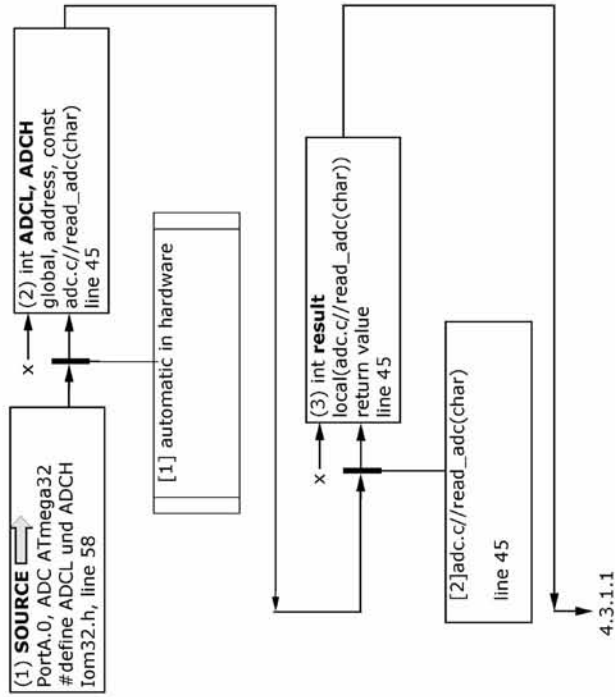 (1) SOURCE
PortA.0, ADC ATmega32
#define ADCL und ADCH
Iom32.h, line 58
x
(2) int ADCL, ADCH
global, address, const
adc.c//read_adc(char)
line 45
[1] automatic in hardware
x
(3) int result
local(adc.c//read_adc(char))
return value
line 45
[2]adc.c//read_adc(char)
line 45
4.3.1.1